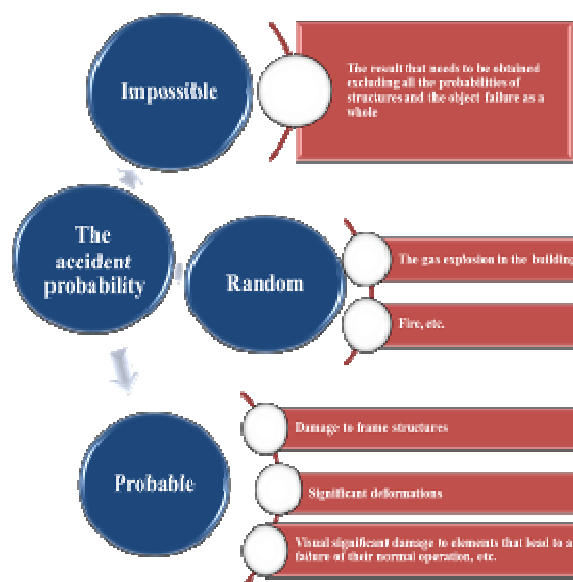 Impossible
The result that needs to be obtained
excluding all the probabilities of
structures and the object failure as a
whole
The
accident
probability
Random
The gas explosion in the building
Fire, etc.
Probable
Damage to frame structures
Significant deformations
Visual significant damage to elements that lead to a
failure of their normal operation, etc.